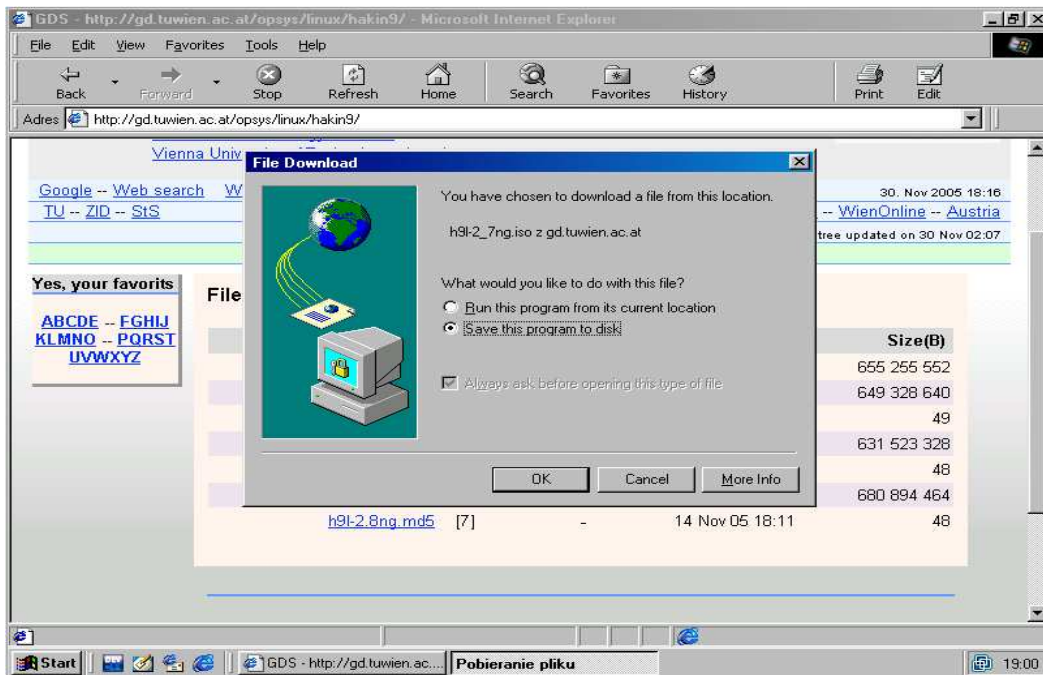 GDS - http://gd.tuwien.ac.at/opsys/linux/hakin9/ - Microsoft Internet Explorer
File Edit View Favorites Tools Help
Back Forward Stop Refresh Home Search Favorites History Print Edit
Adres http://gd.tuwien.ac.at/opsys/linux/hakin9/
Vienna Univ
File Download
Google -- Web search W
30. Nov 2005 18:16
TU -- ZID -- StS
-- WienOnline -- Austria
tree updated on 30 Nov 02:07
You have chosen to download a file from this location.
h9l-2_7ng.iso z gd.tuwien.ac.at
What would you like to do with this file?
Run this program from its current location
Save this program to disk
Always ask before opening this type of file
OK Cancel More Info
Yes, your favorits
ABCDE -- FGHIJ
KLMNO -- PQRST
UVWXYZ
File
Size(B)
655 255 552
649 328 640
49
631 523 328
48
680 894 464
h9l-2.8ng.md5 [7] - 14 Nov 05 18:11 48
Start GDS - http://gd.tuwien.ac.... Pobieranie pliku 19:00